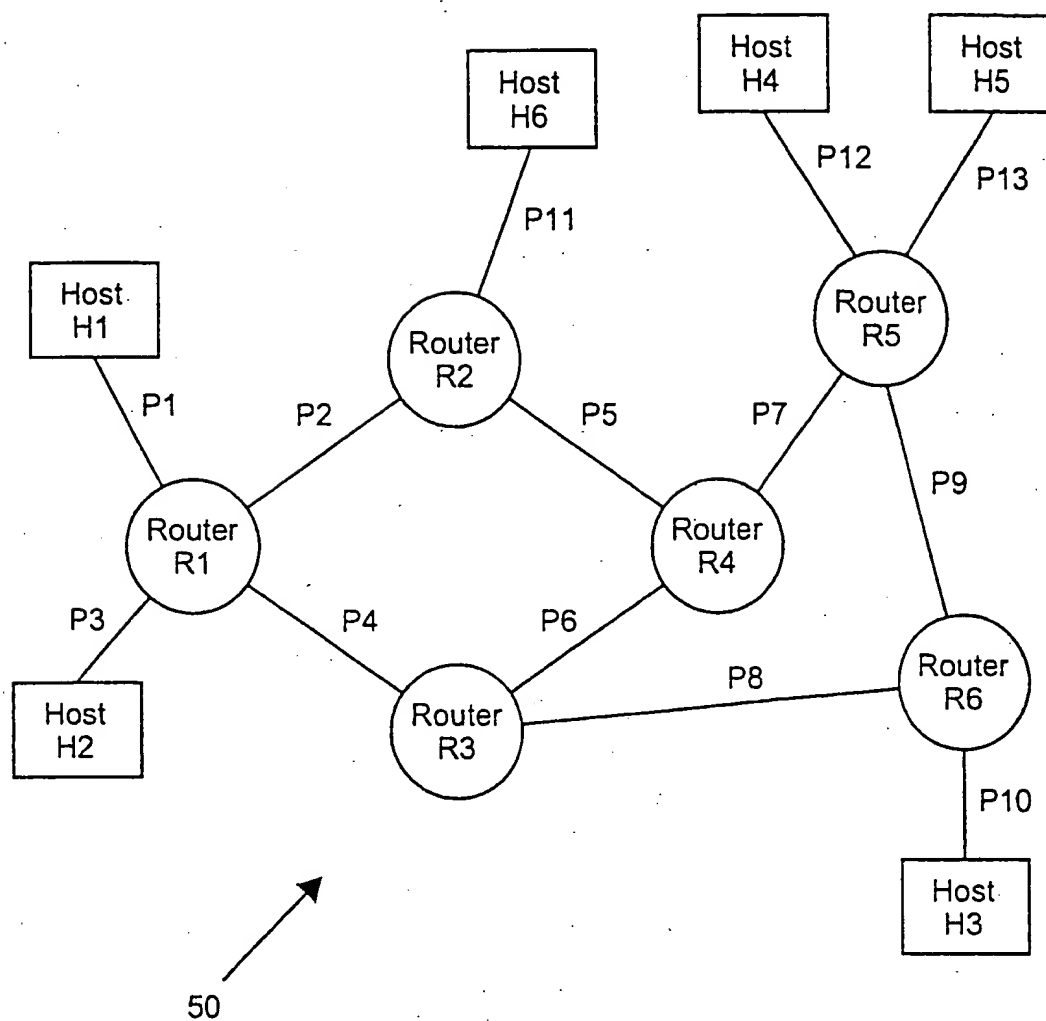 Host
H4
Host
H5
Host
H6
P12
P13
P11
Host
H1
Router
R5
Router
R2
P1
P2
P5
P7
P9
Router
R1
Router
R4
P3
P4
P6
P8
Router
R6
Host
H2
Router
R3
P10
Host
H3
50